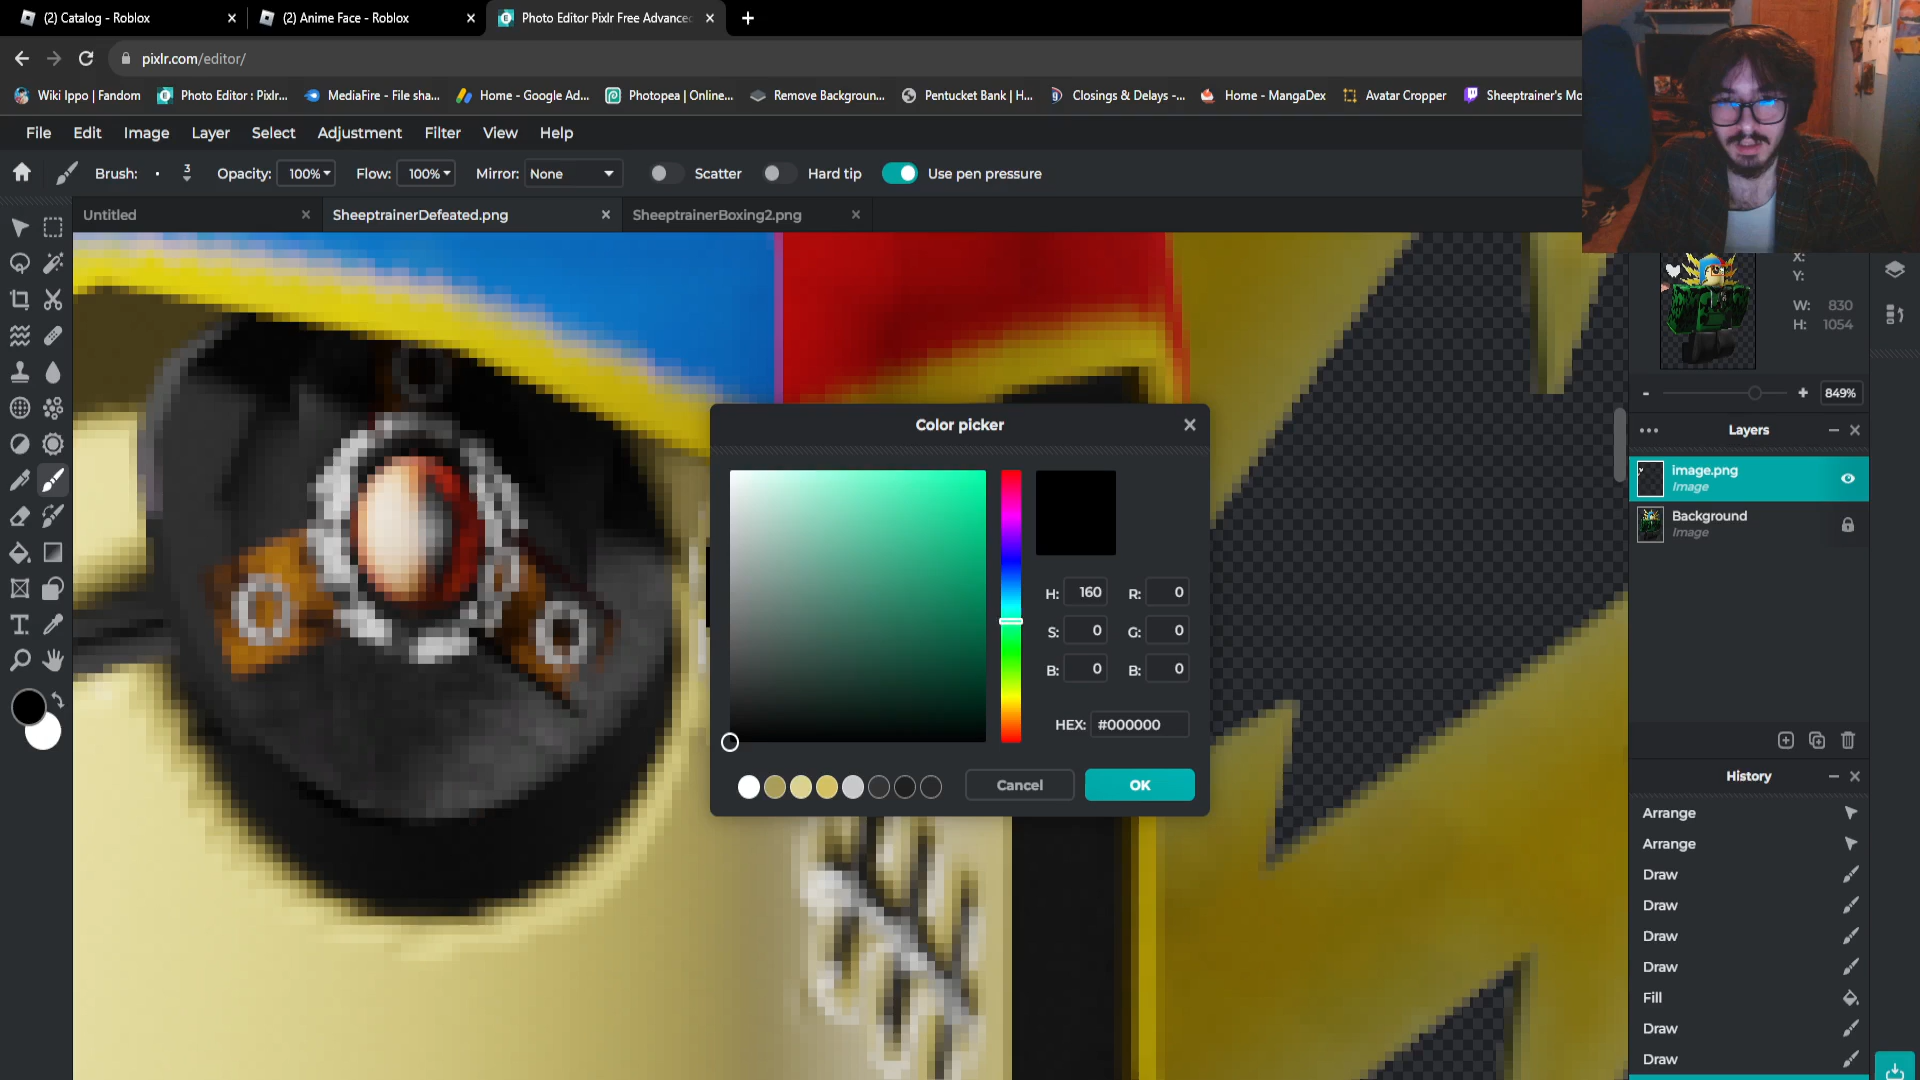 (2) Catalog - Roblox
(2) Anime Face - Roblox
Photo Editor Pixlr Free Advance
pixlr.com/editor/
Wiki Ippo | Fandom
Photo Editor : Pixlr...
MediaFire - File sha...
Home - Google Ad...
Photopea | Online...
Remove Backgroun...
Pentucket Bank | H...
Closings & Delays -...
Home - MangaDex
Avatar Cropper
Sheeptrainer's Mo
File
Edit
Image
Layer
Select
Adjustment
Filter
View
Help
Brush:
3
Opacity:
100%
Flow:
100%
Mirror:
None
Scatter
Hard tip
Use pen pressure
Untitled
SheeptrainerDefeated.png
SheeptrainerBoxing2.png
X:
Y:
W: 830
H: 1054
849%
Layers
image.png
Image
Background
Image
Color picker
H: 160
R: 0
S: 0
G: 0
B: 0
B: 0
HEX: #000000
Cancel
OK
History
Arrange
Arrange
Draw
Draw
Draw
Draw
Fill
Draw
Draw